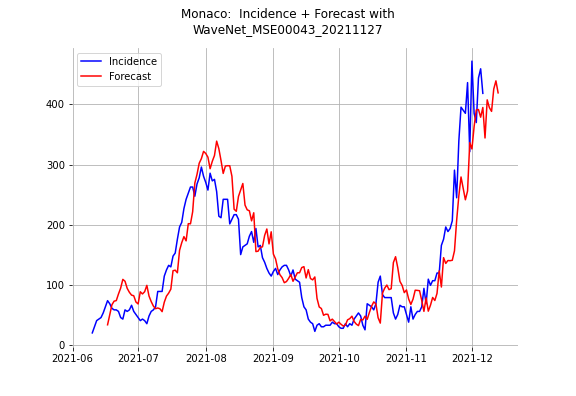 Monaco:  Incidence + Forecast with
WaveNet_MSE00043_20211127
Incidence
Forecast
400
300
200
100
0
2021-06 2021-07 2021-08 2021-09 2021-10 2021-11 2021-12